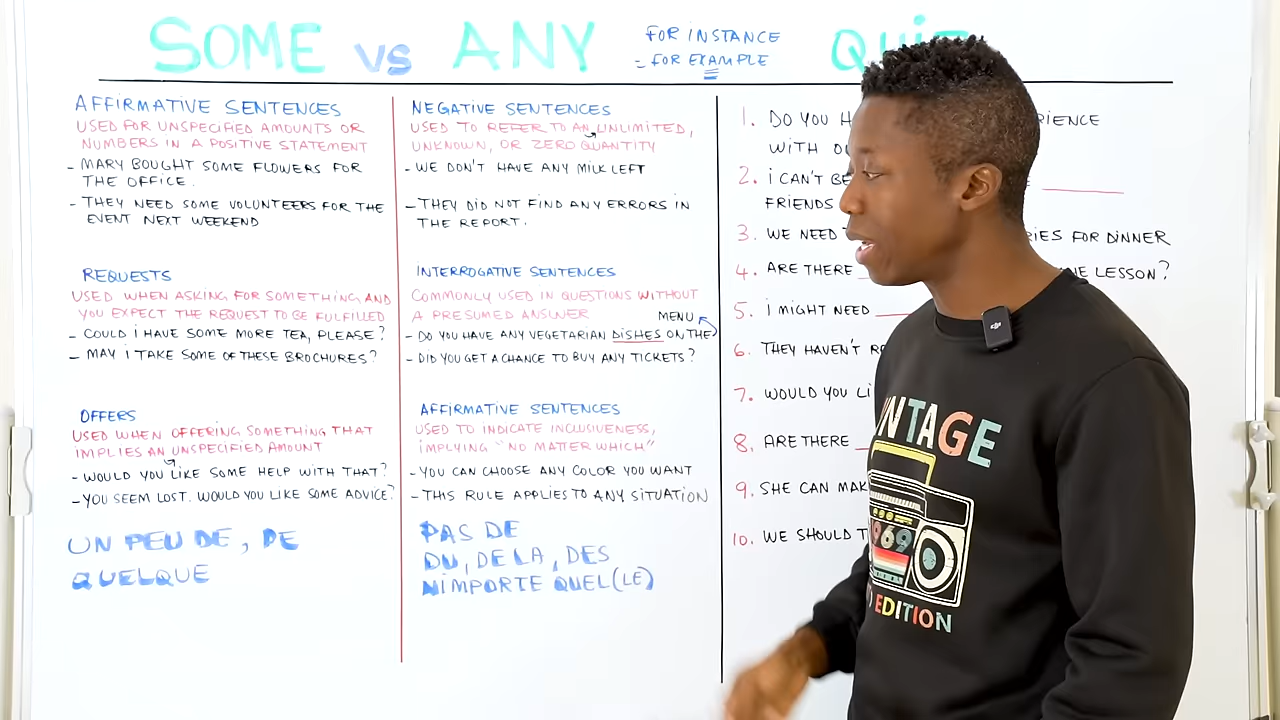 SOME vs ANY
FOR INSTANCE
= FOR EXAMPLE
AFFIRMATIVE SENTENCES
USED FOR UNSPECIFIED AMOUNTS OR
NUMBERS IN A POSITIVE STATEMENT
- MARY BOUGHT SOME FLOWERS FOR
THE OFFICE.
- THEY NEED SOME VOLUNTEERS FOR THE
EVENT NEXT WEEKEND
REQUESTS
USED WHEN ASKING FOR SOMETHING AND
YOU EXPECT THE REQUEST TO BE FULFILLED
- COULD I HAVE SOME MORE TEA, PLEASE?
- MAY I TAKE SOME OF THESE BROCHURES?
OFFERS
USED WHEN OFFERING SOMETHING THAT
IMPLIES AN UNSPECIFIED AMOUNT
- WOULD YOU LIKE SOME HELP WITH THAT?
- YOU SEEM LOST. WOULD YOU LIKE SOME ADVICE?
UN PEU DE, DE
QUELQUE
NEGATIVE SENTENCES
USED TO REFER TO AN UNLIMITED,
UNKNOWN, OR ZERO QUANTITY
- WE DON'T HAVE ANY MILK LEFT
- THEY DID NOT FIND ANY ERRORS IN
THE REPORT.
INTERROGATIVE SENTENCES
COMMONLY USED IN QUESTIONS WITHOUT
A PRESUMED ANSWER
MENU
- DO YOU HAVE ANY VEGETARIAN DISHES ON THE
- DID YOU GET A CHANCE TO BUY ANY TICKETS?
AFFIRMATIVE SENTENCES
USED TO INDICATE INCLUSIVENESS,
IMPLYING "NO MATTER WHICH"
- YOU CAN CHOOSE ANY COLOR YOU WANT
- THIS RULE APPLIES TO ANY SITUATION
PAS DE
DU, DE LA, DES
N'IMPORTE QUEL(LE)
1. DO YOU
WITH
2. I CAN'T
FRIENDS
3. WE NEED FOR DINNER
4. ARE THERE LESSON?
5. I MIGHT NEED
6. THEY HAVEN'T
7. WOULD YOU
8. ARE THERE
9. SHE CAN
10. WE SHOULD
VINTAGE
1969
EDITION